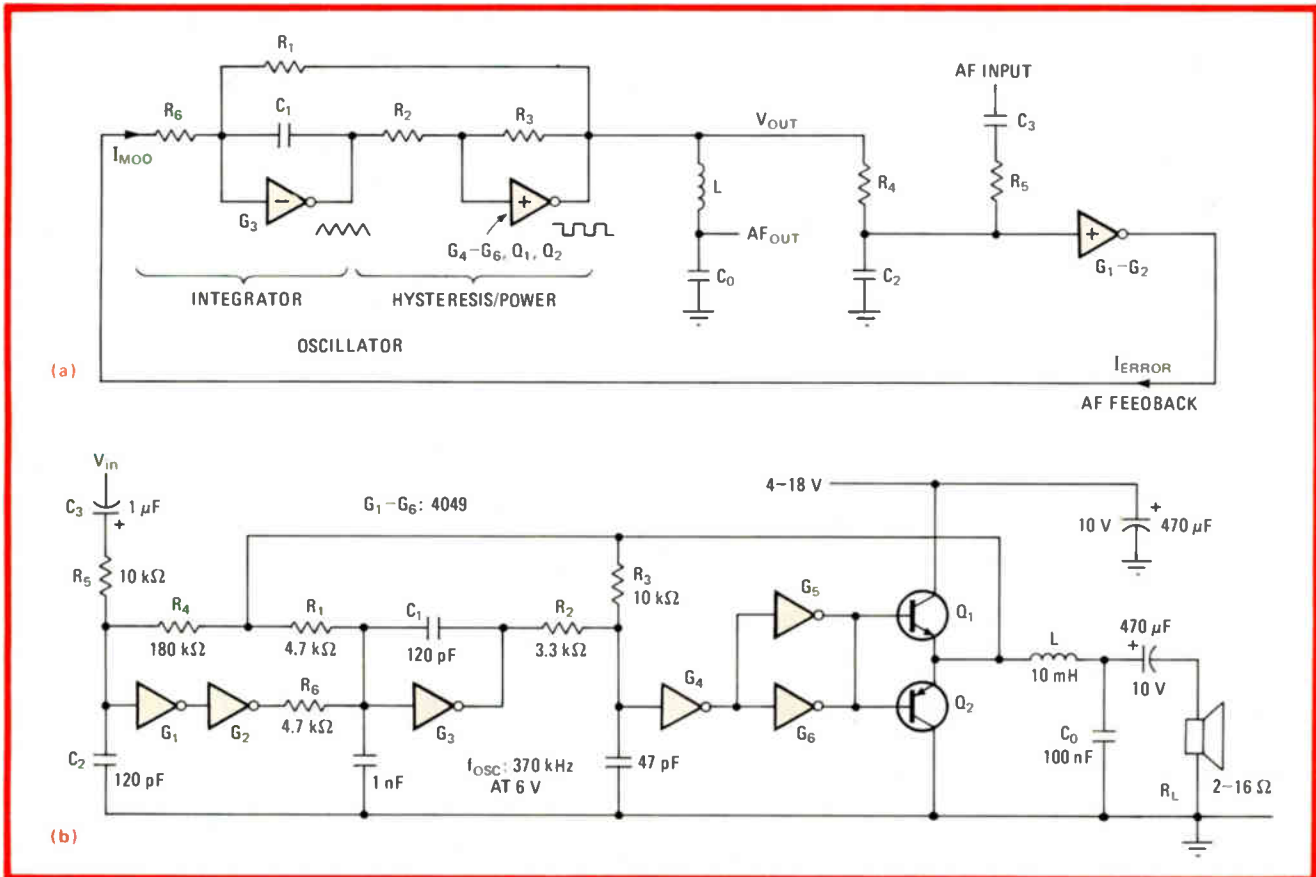 R1
AF INPUT
R6
C1
R2
R3
VOUT
C3
IMOO
R4
R5
L
G3
G4–G6, Q1, Q2
AFOUT
G1–G2
C0
C2
INTEGRATOR
HYSTERESIS/POWER
OSCILLATOR
(a)
IERROR
AF FEEOBACK
Vin
4–18 V
C3
1 µF
G1–G6: 4049
10 V
470 µF
R5
10 kΩ
R3
10 kΩ
G5
Q1
R4
R1
C1
R2
180 kΩ
4.7 kΩ
120 pF
3.3 kΩ
470 µF
L
10 mH
10 V
R6
G4
Q2
G1
G2
4.7 kΩ
G3
G6
C2
120 pF
1 nF
fOSC: 370 kHz
AT 6 V
47 pF
C0
100 nF
RL
2–16 Ω
(b)